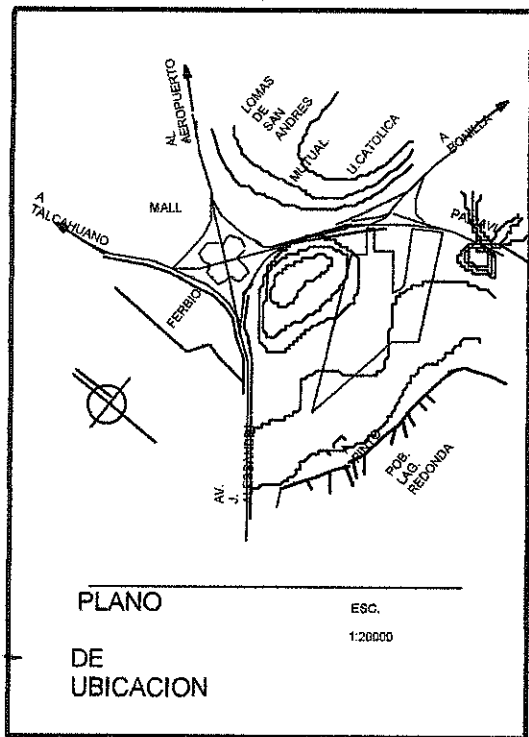 AL
AEROPUERTO
LOMAS
DE
SAN
ANDRES
MUTUAL
U.CATOLICA
A
BONILLA
A
TALCAHUANO
MALL
FERBIO
AV.
J.
ALESSANDRI
PINTO
POB.
LAG.
REDONDA
PLANO
DE
UBICACION
ESC.
1:20000